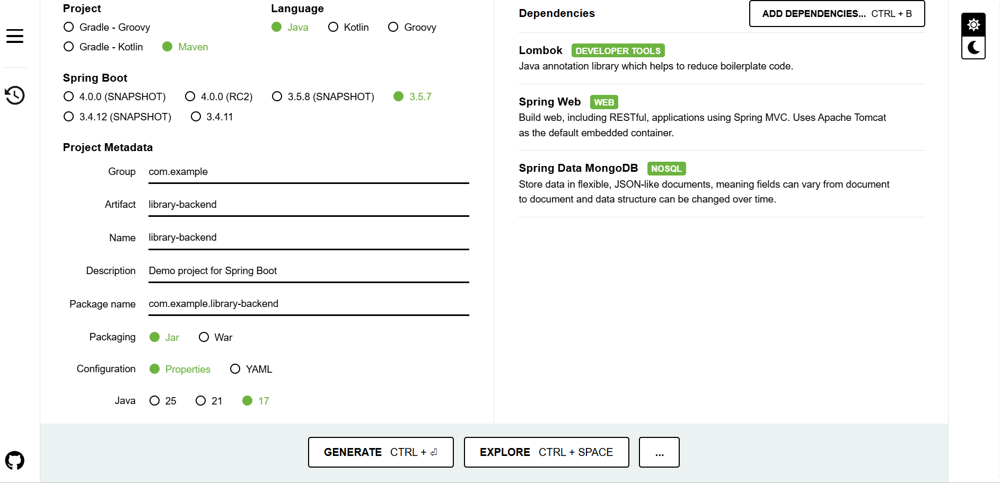 Project
Gradle - Groovy
Gradle - Kotlin Maven
Language
Java Kotlin Groovy
Spring Boot
4.0.0 (SNAPSHOT) 4.0.0 (RC2) 3.5.8 (SNAPSHOT) 3.5.7
3.4.12 (SNAPSHOT) 3.4.11
Project Metadata
Group com.example
Artifact library-backend
Name library-backend
Description Demo project for Spring Boot
Package name com.example.library-backend
Packaging Jar War
Configuration Properties YAML
Java 25 21 17
Dependencies
ADD DEPENDENCIES... CTRL + B
Lombok DEVELOPER TOOLS
Java annotation library which helps to reduce boilerplate code.
Spring Web WEB
Build web, including RESTful, applications using Spring MVC. Uses Apache Tomcat
as the default embedded container.
Spring Data MongoDB NOSQL
Store data in flexible, JSON-like documents, meaning fields can vary from document
to document and data structure can be changed over time.
GENERATE CTRL + ⏎
EXPLORE CTRL + SPACE
...